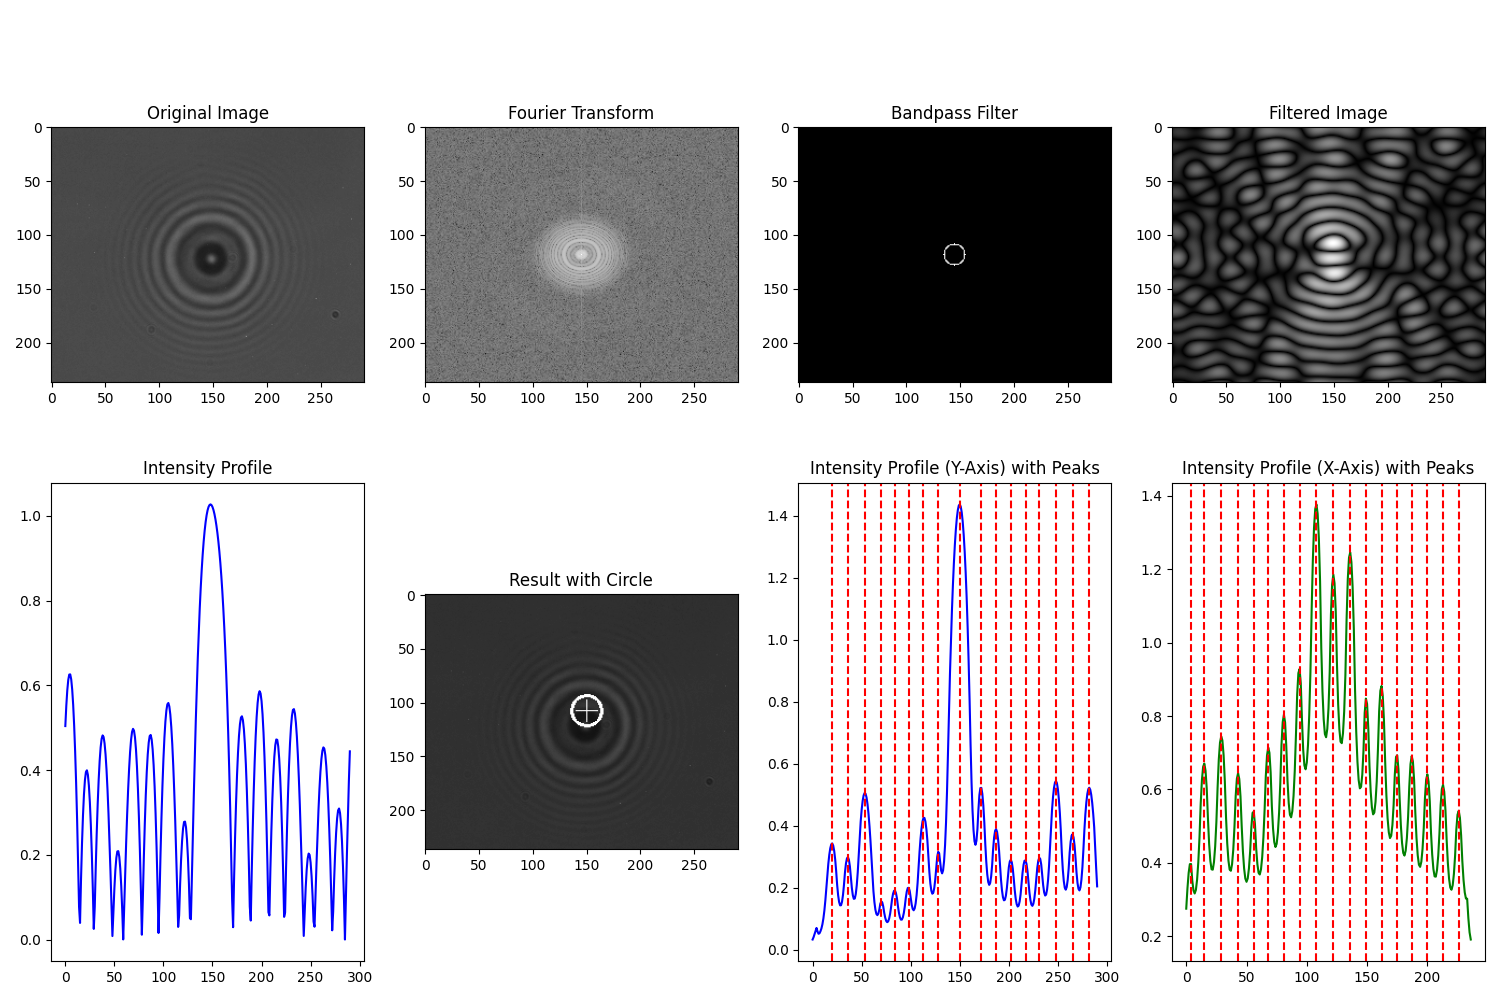 Original Image
Fourier Transform
Bandpass Filter
Filtered Image
0
50
100
150
200
0 50 100 150 200 250
0
50
100
150
200
0 50 100 150 200 250
0
50
100
150
200
0 50 100 150 200 250
0
50
100
150
200
0 50 100 150 200 250
Intensity Profile
1.0
0.8
0.6
0.4
0.2
0.0
0 50 100 150 200 250 300
Result with Circle
0
50
100
150
200
0 50 100 150 200 250
Intensity Profile (Y-Axis) with Peaks
1.4
1.2
1.0
0.8
0.6
0.4
0.2
0.0
0 50 100 150 200 250 300
Intensity Profile (X-Axis) with Peaks
1.4
1.2
1.0
0.8
0.6
0.4
0.2
0 50 100 150 200